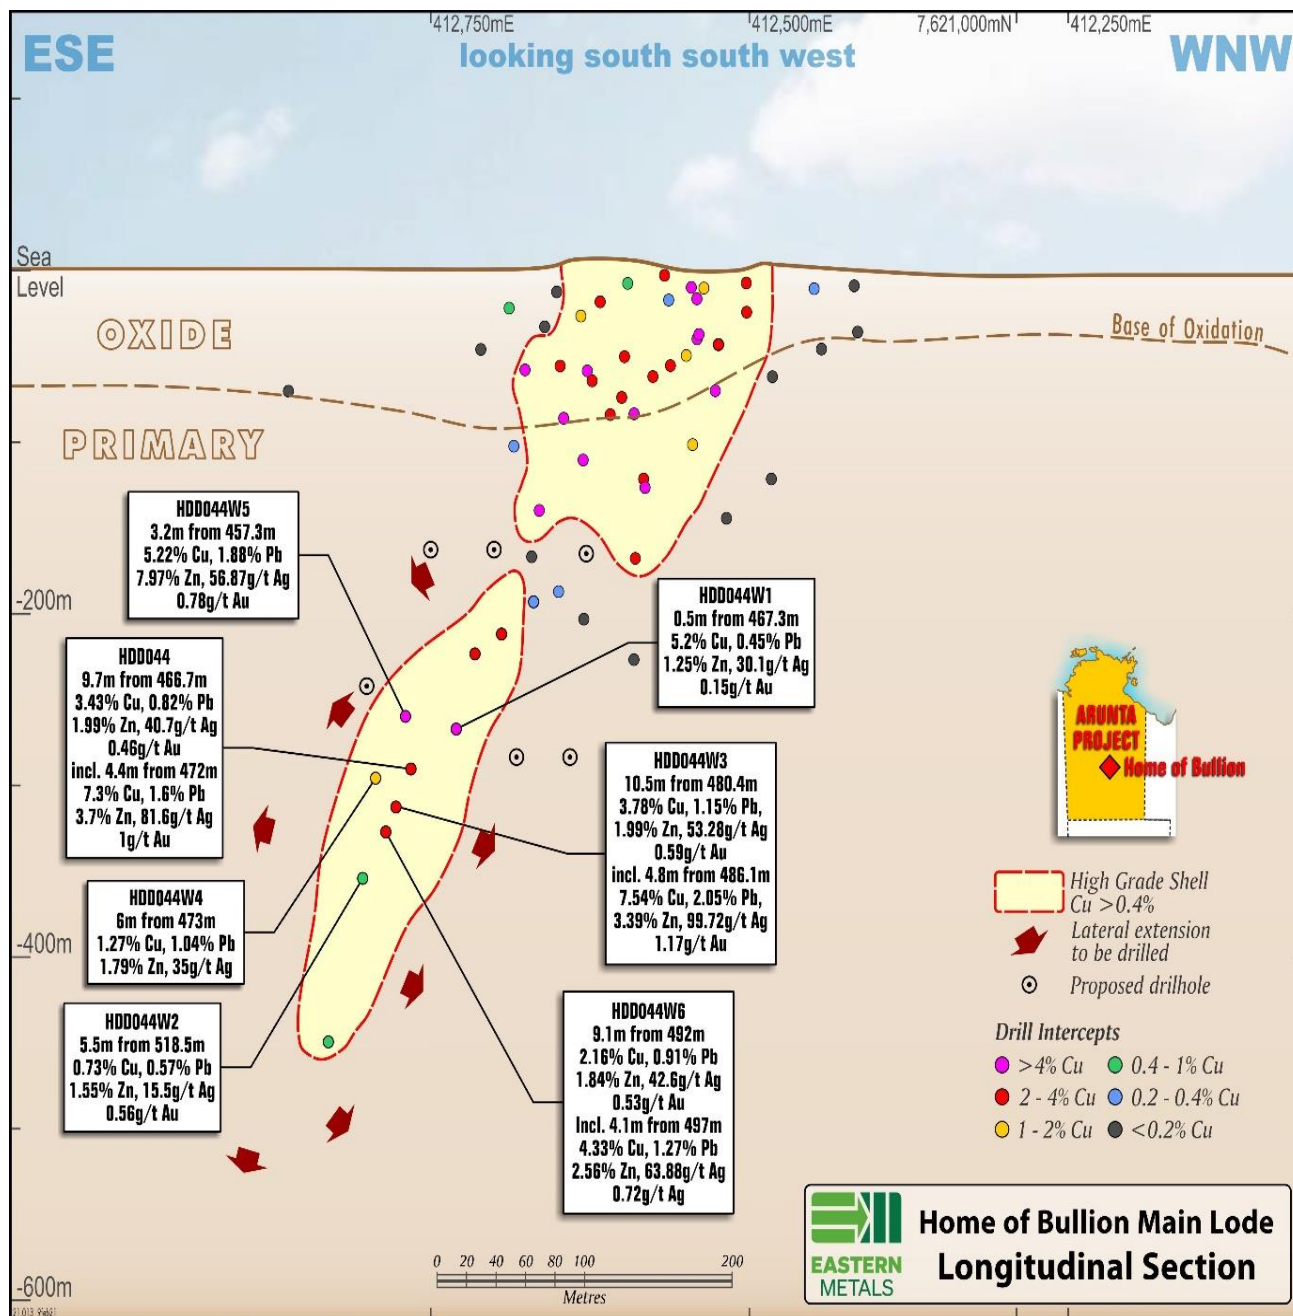 412,750mE
412,500mE
7,621,000mN
412,250mE
ESE
looking south south west
WNW
Sea
Level
OXIDE
Base of Oxidation
PRIMARY
HDD044W5
3.2m from 457.3m
5.22% Cu, 1.88% Pb
7.97% Zn, 56.87g/t Ag
0.78g/t Au
-200m
HDD044W1
0.5m from 467.3m
5.2% Cu, 0.45% Pb
1.25% Zn, 30.1g/t Ag
0.15g/t Au
HDD044
9.7m from 466.7m
3.43% Cu, 0.82% Pb
1.99% Zn, 40.7g/t Ag
0.46g/t Au
incl. 4.4m from 472m
7.3% Cu, 1.6% Pb
3.7% Zn, 81.6g/t Ag
1g/t Au
ARUNTA
PROJECT
Home of Bullion
HDD044W3
10.5m from 480.4m
3.78% Cu, 1.15% Pb,
1.99% Zn, 53.28g/t Ag
0.59g/t Au
incl. 4.8m from 486.1m
7.54% Cu, 2.05% Pb,
3.39% Zn, 99.72g/t Ag
1.17g/t Au
HDD044W4
6m from 473m
1.27% Cu, 1.04% Pb
1.79% Zn, 35g/t Ag
-400m
High Grade Shell
Cu >0.4%
Lateral extension
to be drilled
Proposed drilhole
HDD044W2
5.5m from 518.5m
0.73% Cu, 0.57% Pb
1.55% Zn, 15.5g/t Ag
0.56g/t Au
HDD044W6
9.1m from 492m
2.16% Cu, 0.91% Pb
1.84% Zn, 42.6g/t Ag
0.53g/t Au
Incl. 4.1m from 497m
4.33% Cu, 1.27% Pb
2.56% Zn, 63.88g/t Ag
0.72g/t Ag
Drill Intercepts
>4% Cu
0.4 - 1% Cu
2 - 4% Cu
0.2 - 0.4% Cu
1 - 2% Cu
<0.2% Cu
-600m
0 20 40 60 80 100 200
Metres
EASTERN
METALS
Home of Bullion Main Lode
Longitudinal Section